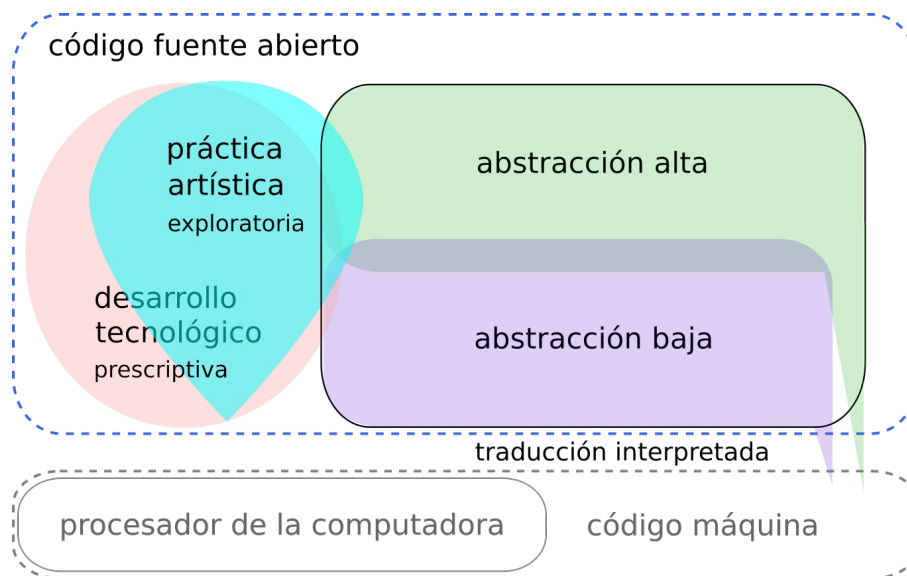 código fuente abierto
práctica
artística
exploratoria
abstracción alta
desarrollo
tecnológico
prescriptiva
abstracción baja
traducción interpretada
procesador de la computadora
código máquina